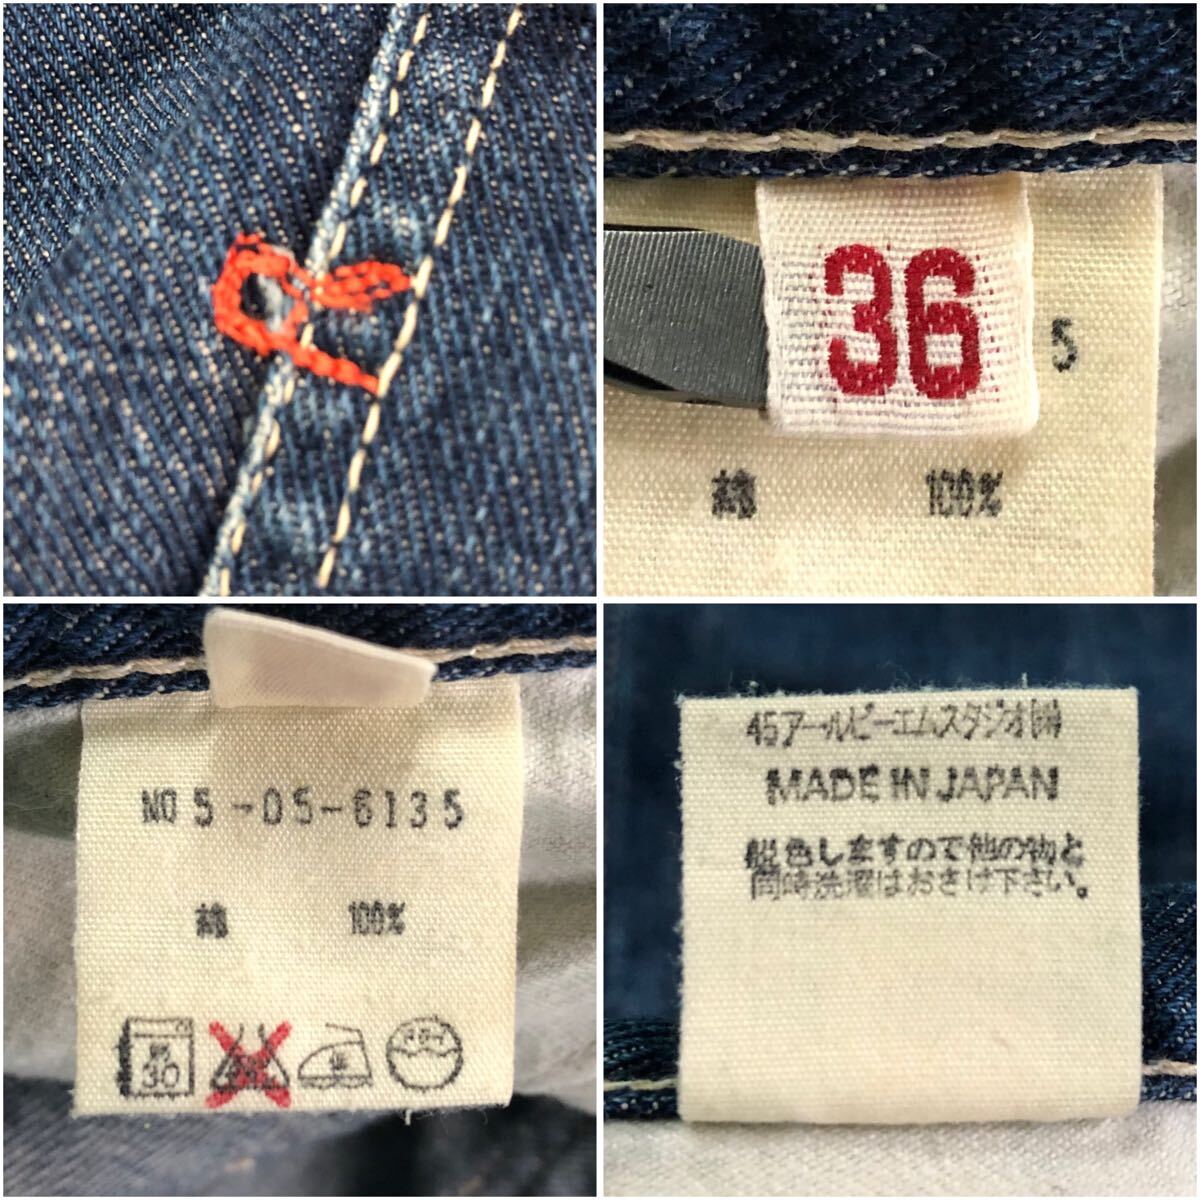 36
5
綿 100%
NO 5-05-6135
綿 100%
30
45アールピーエムスタジオ㈱
MADE IN JAPAN
脱色しますので他の物と
同時洗濯はおさけ下さい。